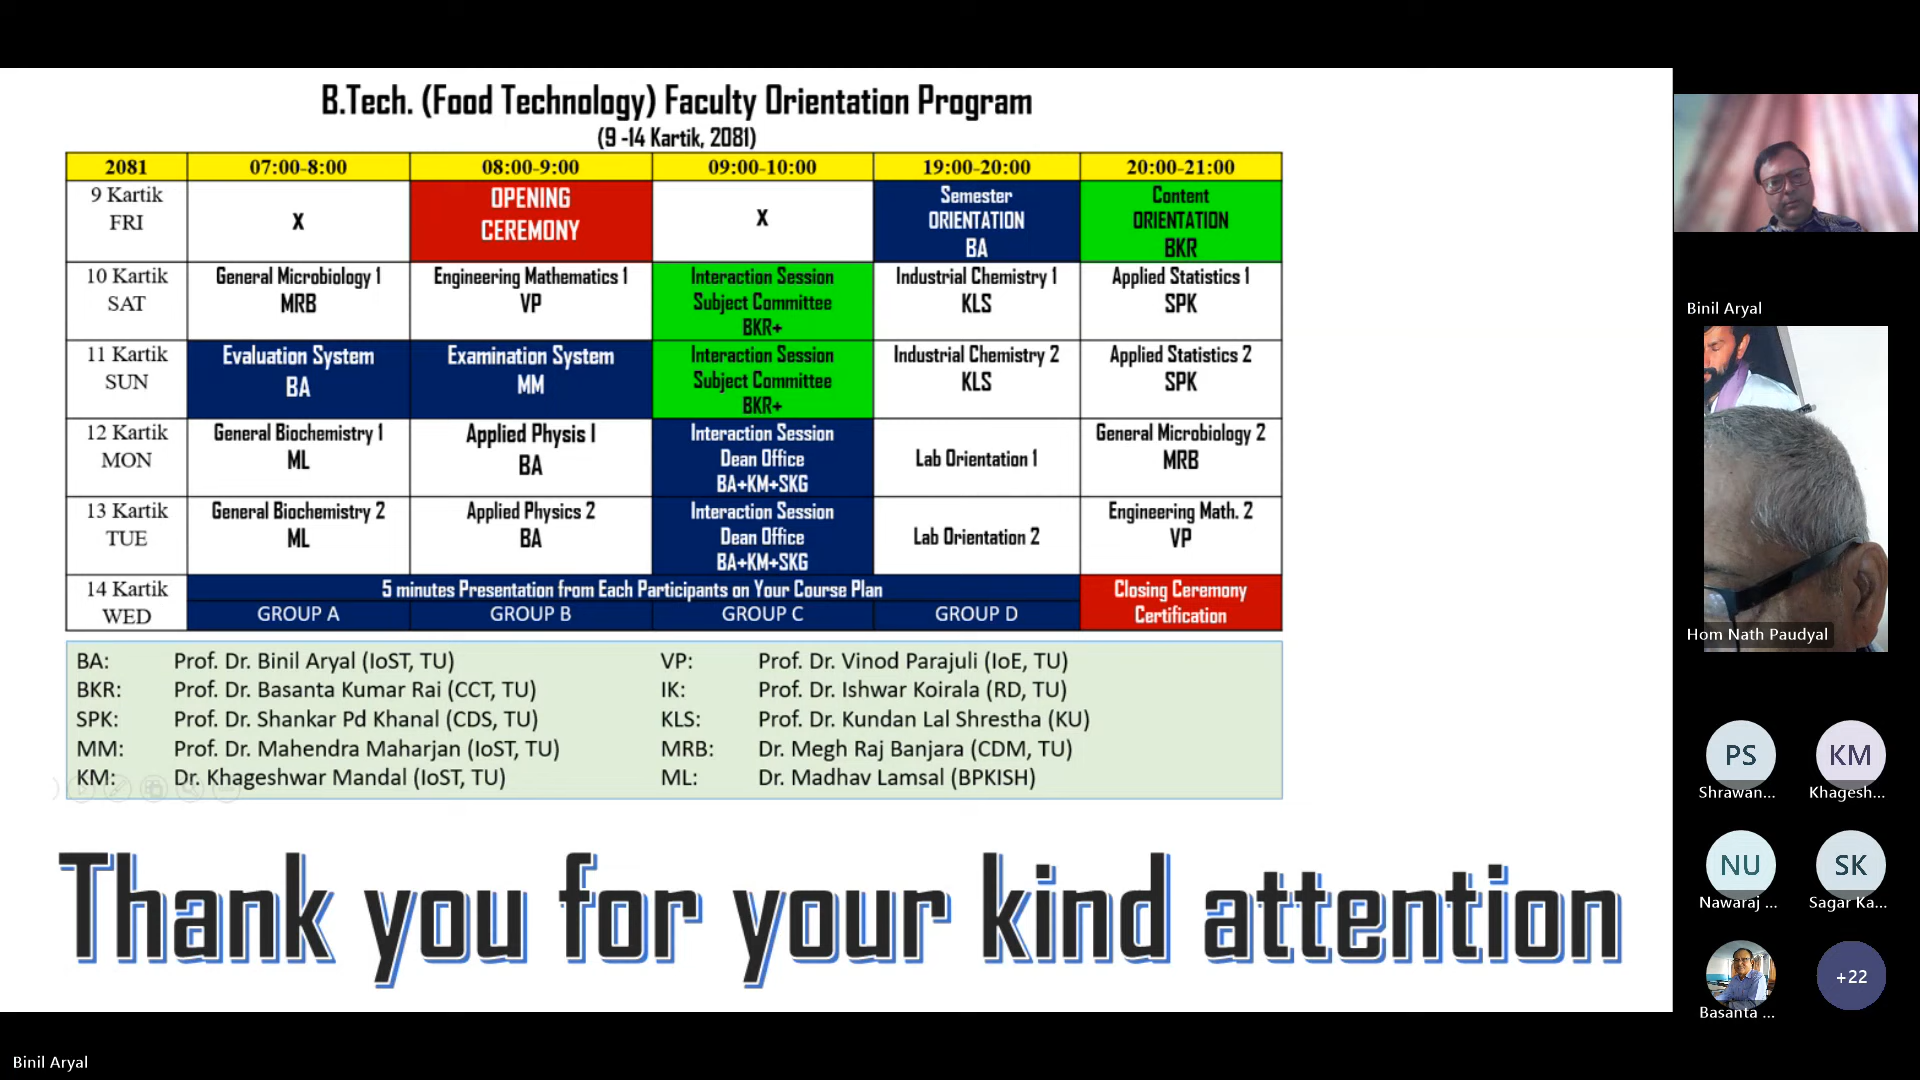 B.Tech. (Food Technology) Faculty Orientation Program
(9 -14 Kartik, 2081)
2081 07:00-8:00 08:00-9:00 09:00-10:00 19:00-20:00 20:00-21:00
9 Kartik FRI X OPENING CEREMONY X Semester ORIENTATION BA Content ORIENTATION BKR
10 Kartik SAT General Microbiology 1 MRB Engineering Mathematics 1 VP Interaction Session Subject Committee BKR+ Industrial Chemistry 1 KLS Applied Statistics 1 SPK
11 Kartik SUN Evaluation System BA Examination System MM Interaction Session Subject Committee BKR+ Industrial Chemistry 2 KLS Applied Statistics 2 SPK
12 Kartik MON General Biochemistry 1 ML Applied Physis I BA Interaction Session Dean Office BA+KM+SKG Lab Orientation 1 General Microbiology 2 MRB
13 Kartik TUE General Biochemistry 2 ML Applied Physics 2 BA Interaction Session Dean Office BA+KM+SKG Lab Orientation 2 Engineering Math. 2 VP
14 Kartik WED 5 minutes Presentation from Each Participants on Your Course Plan Closing Ceremony Certification
GROUP A GROUP B GROUP C GROUP D
BA: Prof. Dr. Binil Aryal (IoST, TU) VP: Prof. Dr. Vinod Parajuli (IoE, TU)
BKR: Prof. Dr. Basanta Kumar Rai (CCT, TU) IK: Prof. Dr. Ishwar Koirala (RD, TU)
SPK: Prof. Dr. Shankar Pd Khanal (CDS, TU) KLS: Prof. Dr. Kundan Lal Shrestha (KU)
MM: Prof. Dr. Mahendra Maharjan (IoST, TU) MRB: Dr. Megh Raj Banjara (CDM, TU)
KM: Dr. Khageshwar Mandal (IoST, TU) ML: Dr. Madhav Lamsal (BPKISH)
Thank you for your kind attention
Binil Aryal
Hom Nath Paudyal
PS KM
Shrawan... Khagesh...
NU SK
Nawaraj ... Sagar Ka...
+22
Basanta ...
Binil Aryal